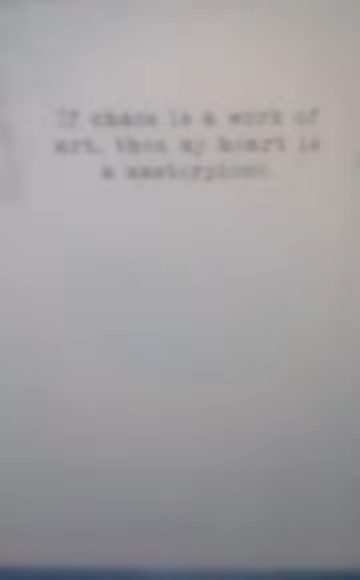 If chaos is a work of
art, then my heart is
a masterpiece.